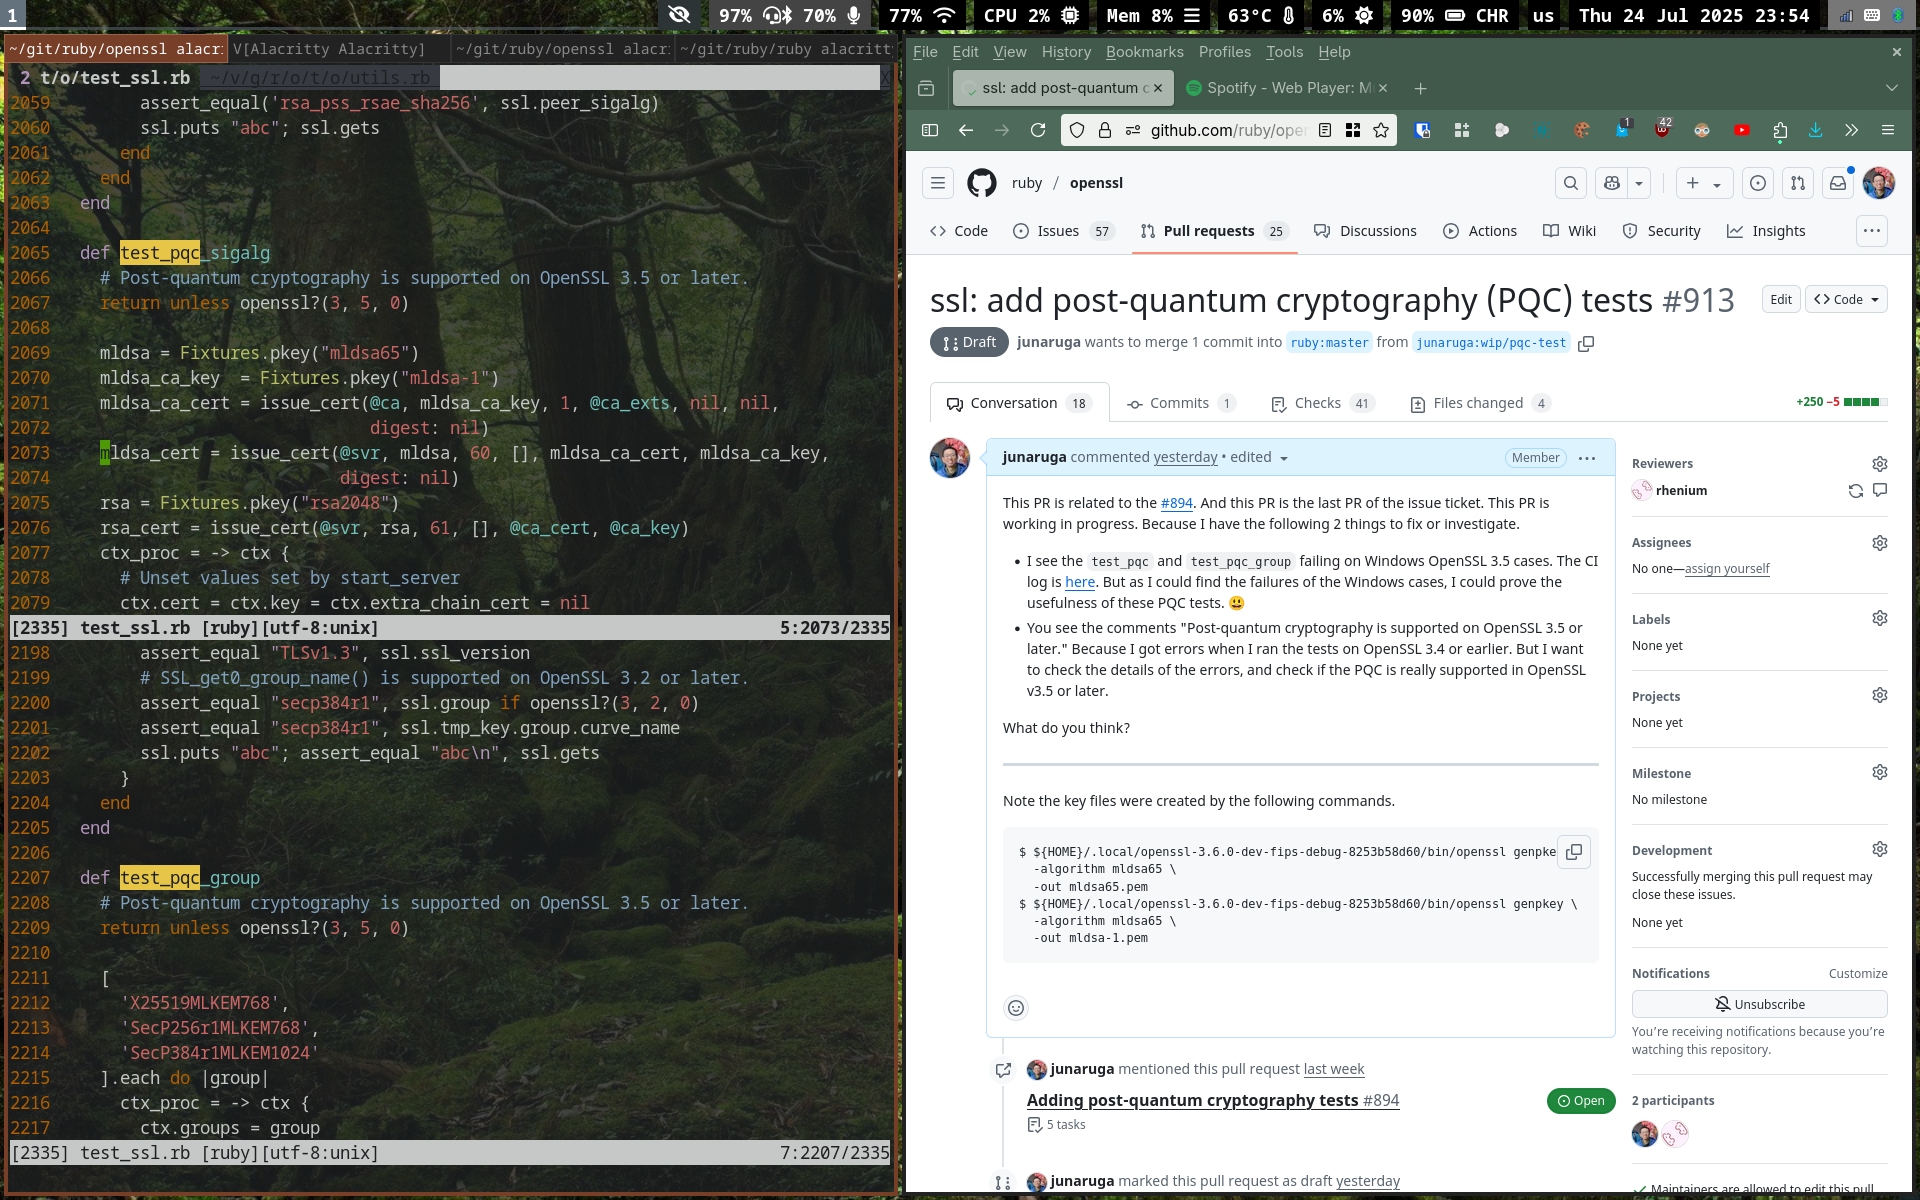 1 97% 70% 77% CPU 2% Mem 8% 63°C 6% 90% CHR us Thu 24 Jul 2025 23:54
~/git/ruby/openssl alacri V[Alacritty Alacritty] ~/git/ruby/openssl alacr ~/git/ruby/ruby alacritt
2 t/o/test_ssl.rb ~/v/g/r/o/t/o/utils.rb X
2059 assert_equal('rsa_pss_rsae_sha256', ssl.peer_sigalg)
2060 ssl.puts "abc"; ssl.gets
2061 end
2062 end
2063 end
2064
2065 def test_pqc_sigalg
2066 # Post-quantum cryptography is supported on OpenSSL 3.5 or later.
2067 return unless openssl?(3, 5, 0)
2068
2069 mldsa = Fixtures.pkey("mldsa65")
2070 mldsa_ca_key  = Fixtures.pkey("mldsa-1")
2071 mldsa_ca_cert = issue_cert(@ca, mldsa_ca_key, 1, @ca_exts, nil, nil,
2072 digest: nil)
2073 mldsa_cert = issue_cert(@svr, mldsa, 60, [], mldsa_ca_cert, mldsa_ca_key,
2074 digest: nil)
2075 rsa = Fixtures.pkey("rsa2048")
2076 rsa_cert = issue_cert(@svr, rsa, 61, [], @ca_cert, @ca_key)
2077 ctx_proc = -> ctx {
2078 # Unset values set by start_server
2079 ctx.cert = ctx.key = ctx.extra_chain_cert = nil
[2335] test_ssl.rb [ruby][utf-8:unix] 5:2073/2335
2198 assert_equal "TLSv1.3", ssl.ssl_version
2199 # SSL_get0_group_name() is supported on OpenSSL 3.2 or later.
2200 assert_equal "secp384r1", ssl.group if openssl?(3, 2, 0)
2201 assert_equal "secp384r1", ssl.tmp_key.group.curve_name
2202 ssl.puts "abc"; assert_equal "abc\n", ssl.gets
2203 }
2204 end
2205 end
2206
2207 def test_pqc_group
2208 # Post-quantum cryptography is supported on OpenSSL 3.5 or later.
2209 return unless openssl?(3, 5, 0)
2210
2211 [
2212 'X25519MLKEM768',
2213 'SecP256r1MLKEM768',
2214 'SecP384r1MLKEM1024'
2215 ].each do |group|
2216 ctx_proc = -> ctx {
2217 ctx.groups = group
[2335] test_ssl.rb [ruby][utf-8:unix] 7:2207/2335
File Edit View History Bookmarks Profiles Tools Help
ssl: add post-quantum c Spotify - Web Player: M
github.com/ruby/open 1 42
ruby / openssl
Code Issues 57 Pull requests 25 Discussions Actions Wiki Security Insights
ssl: add post-quantum cryptography (PQC) tests #913 Edit Code
Draft junaruga wants to merge 1 commit into ruby:master from junaruga:wip/pqc-test
Conversation 18 Commits 1 Checks 41 Files changed 4 +250 −5
junaruga commented yesterday • edited Member
This PR is related to the #894. And this PR is the last PR of the issue ticket. This PR is
working in progress. Because I have the following 2 things to fix or investigate.
• I see the test_pqc and test_pqc_group failing on Windows OpenSSL 3.5 cases. The CI
log is here. But as I could find the failures of the Windows cases, I could prove the
usefulness of these PQC tests. 😃
• You see the comments "Post-quantum cryptography is supported on OpenSSL 3.5 or
later." Because I got errors when I ran the tests on OpenSSL 3.4 or earlier. But I want
to check the details of the errors, and check if the PQC is really supported in OpenSSL
v3.5 or later.
What do you think?
Note the key files were created by the following commands.
$ ${HOME}/.local/openssl-3.6.0-dev-fips-debug-8253b58d60/bin/openssl genpke
-algorithm mldsa65 \
-out mldsa65.pem
$ ${HOME}/.local/openssl-3.6.0-dev-fips-debug-8253b58d60/bin/openssl genpkey \
-algorithm mldsa65 \
-out mldsa-1.pem
junaruga mentioned this pull request last week
Adding post-quantum cryptography tests #894 Open
5 tasks
junaruga marked this pull request as draft yesterday
Reviewers
rhenium
Assignees
No one—assign yourself
Labels
None yet
Projects
None yet
Milestone
No milestone
Development
Successfully merging this pull request may
close these issues.
None yet
Notifications Customize
Unsubscribe
You're receiving notifications because you're
watching this repository.
2 participants
Maintainers are allowed to edit this pull